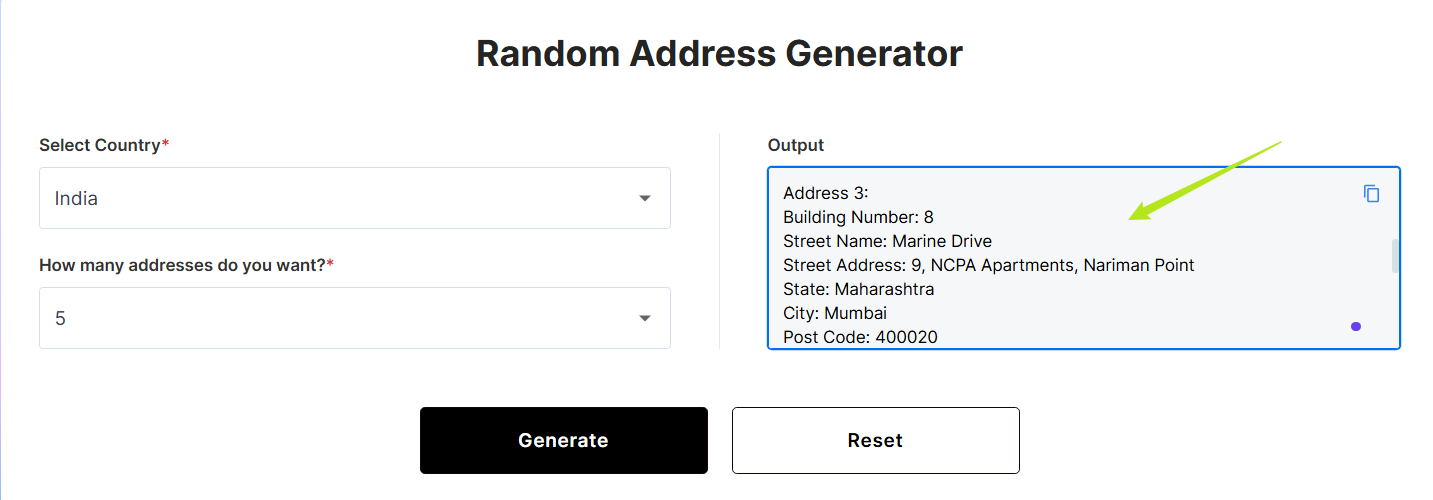 Random Address Generator
Select Country*
India
How many addresses do you want?*
5
Output
Address 3:
Building Number: 8
Street Name: Marine Drive
Street Address: 9, NCPA Apartments, Nariman Point
State: Maharashtra
City: Mumbai
Post Code: 400020
Generate
Reset